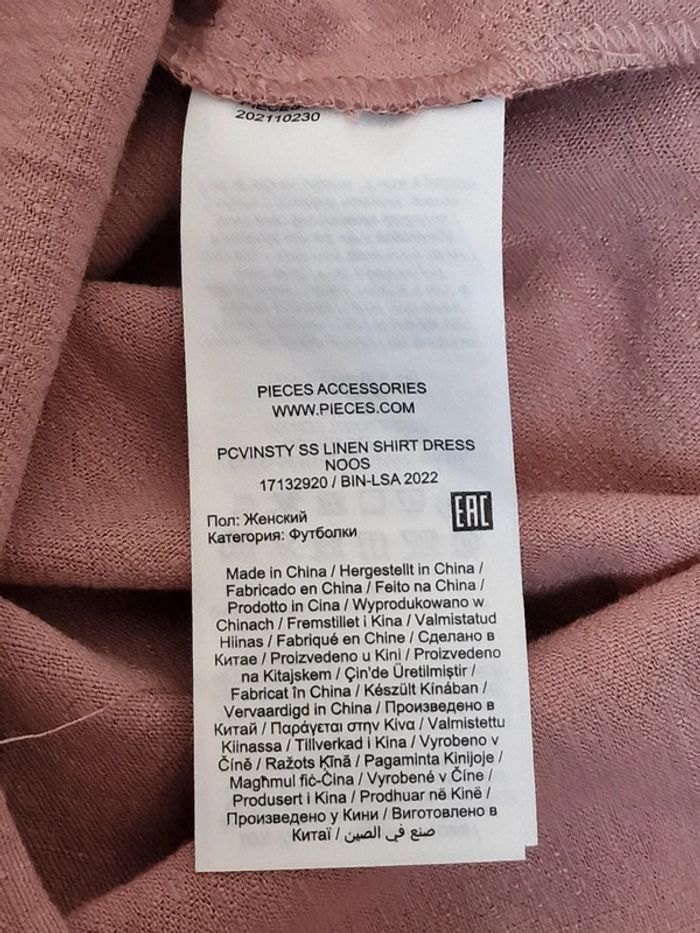 PIECES
202110230
PIECES ACCESSORIES
WWW.PIECES.COM
PCVINSTY SS LINEN SHIRT DRESS
NOOS
17132920 / BIN-LSA 2022
EAC
Пол: Женский
Категория: Футболки
Made in China / Hergestellt in China /
Fabricado en China / Feito na China /
Prodotto in Cina / Wyprodukowano w
Chinach / Fremstillet i Kina / Valmistatud
Hiinas / Fabriqué en Chine / Сделано в
Китае / Proizvedeno u Kini / Proizvedeno
na Kitajskem / Çin'de Üretilmiştir /
Fabricat în China / Készült Kínában /
Vervaardigd in China / Произведено в
Китай / Παράγεται στην Κινα / Valmistettu
Kiinassa / Tillverkad i Kina / Vyrobeno v
Číně / Ražots Ķīnā / Pagaminta Kinijoje /
Magħmul fiċ-Ċina / Vyrobené v Číne /
Produsert i Kina / Prodhuar në Kinë /
Произведено у Кини / Виготовлено в
Китаї / صنع في الصين